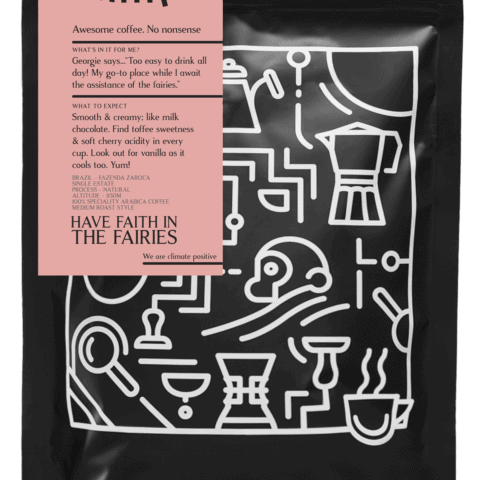 Awesome coffee. No nonsense
WHAT'S IN IT FOR ME?
Georgie says..."Too easy to drink all
day! My go-to place while I await
the assistance of the fairies."
WHAT TO EXPECT
Smooth & creamy; like milk
chocolate. Find toffee sweetness
& soft cherry acidity in every
cup. Look out for vanilla as it
cools too. Yum!
BRAZIL - FAZENDA ZAROCA
SINGLE ESTATE
PROCESS - NATURAL
ALTITUDE - 950M
100% SPECIALITY ARABICA COFFEE
MEDIUM ROAST STYLE
HAVE FAITH IN
THE FAIRIES
We are climate positive